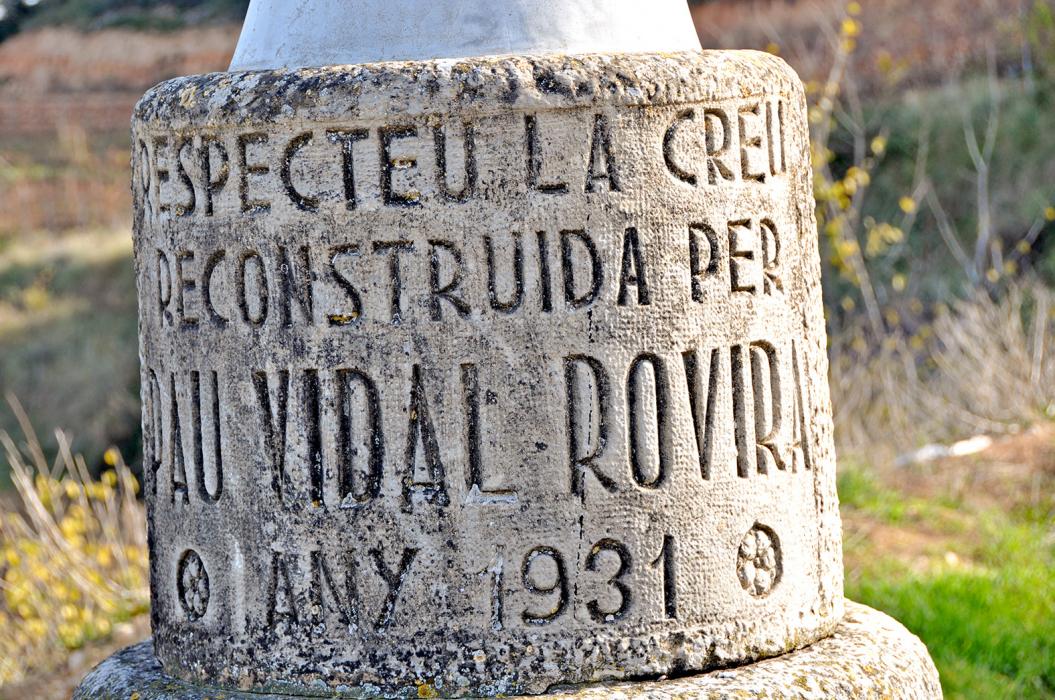 RESPECTEU LA CREU
RECONSTRUIDA PER
PAU VIDAL ROVIRA
ANY 1931